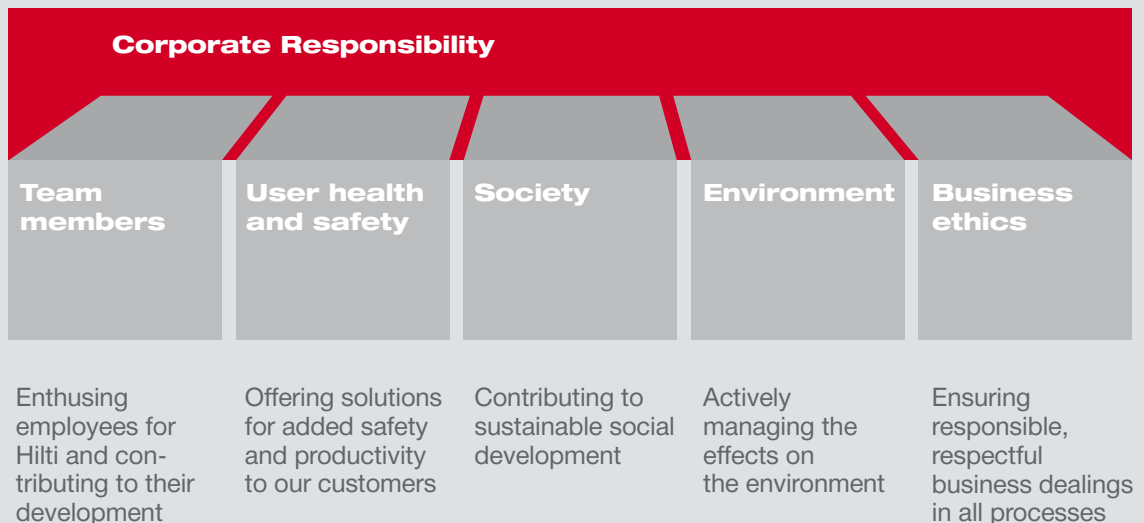 Corporate Responsibility
Team
members
User health
and safety
Society
Environment
Business
ethics
Enthusing
employees for
Hilti and con-
tributing to their
development
Offering solutions
for added safety
and productivity
to our customers
Contributing to
sustainable social
development
Actively
managing the
effects on
the environment
Ensuring
responsible,
respectful
business dealings
in all processes